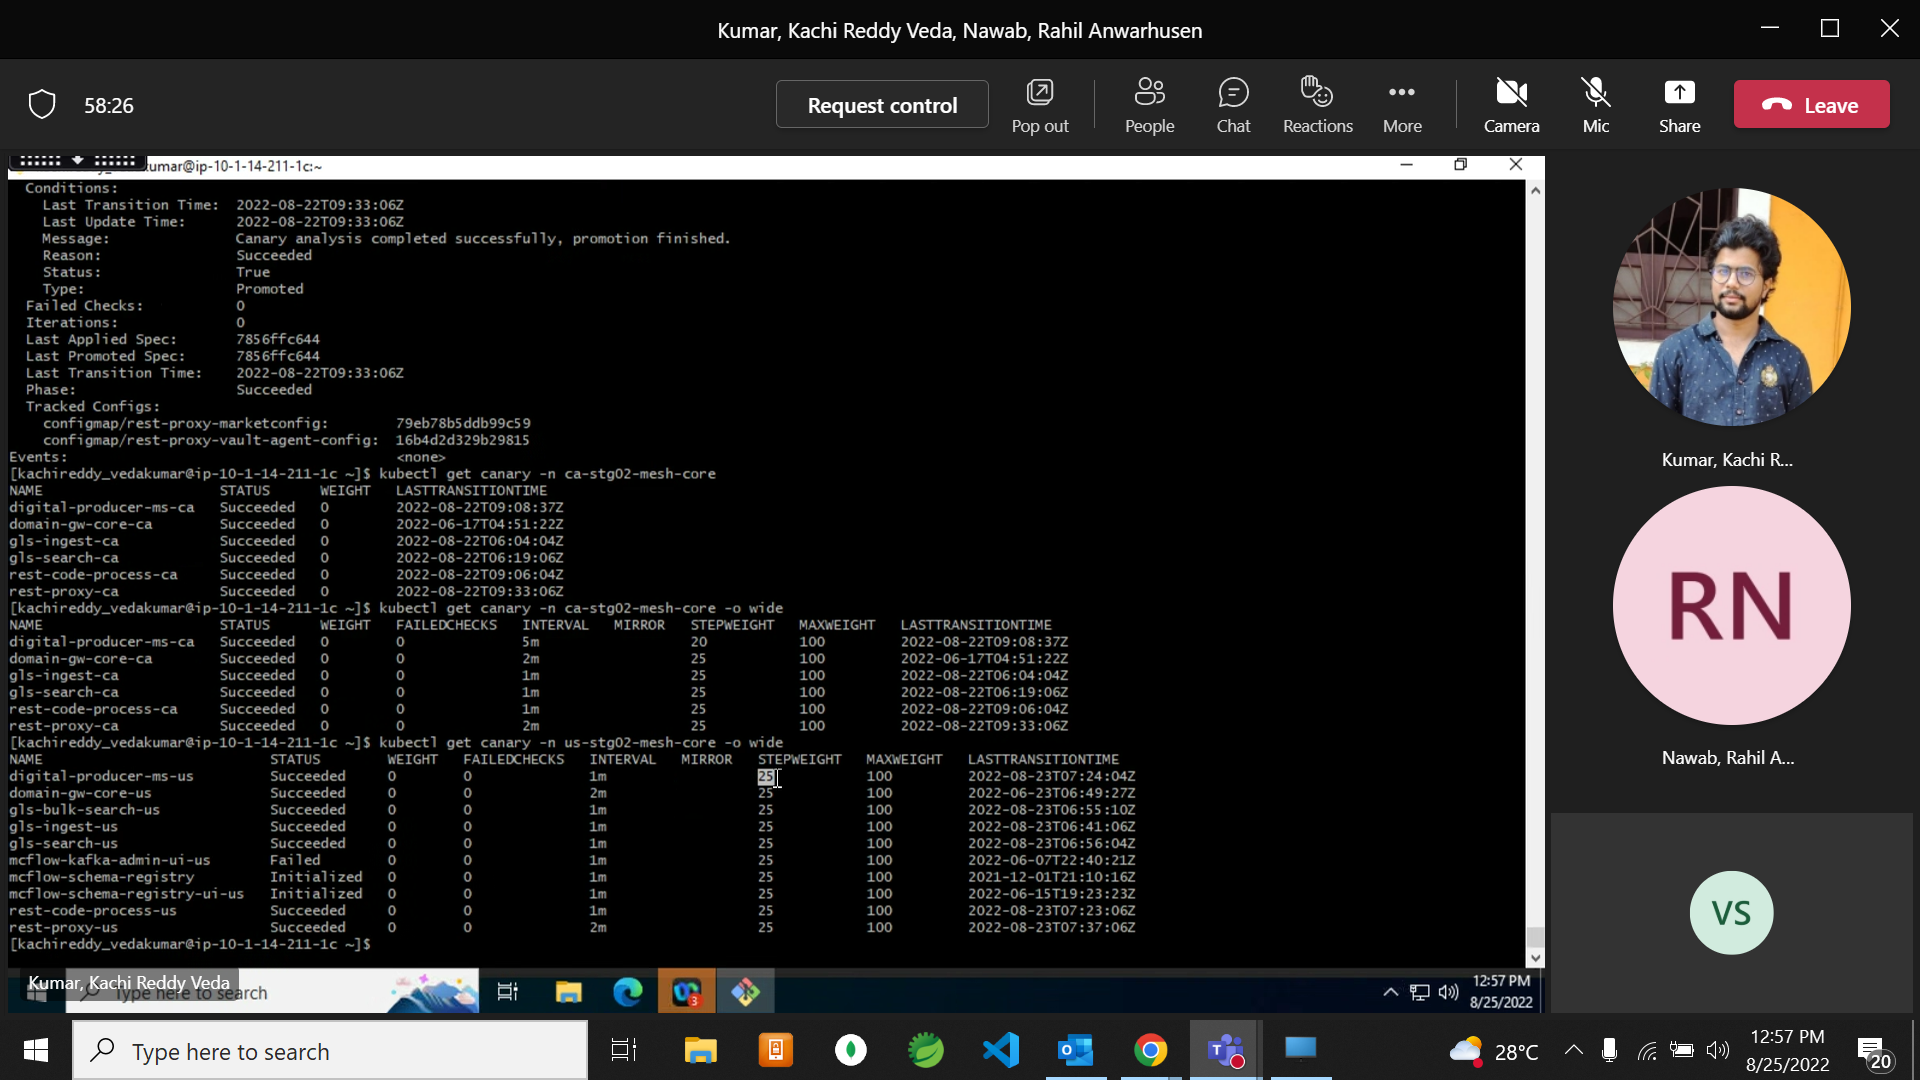 Kumar, Kachi Reddy Veda, Nawab, Rahil Anwarhusen
58:26
Request control
Pop out
People
Chat
Reactions
More
Camera
Mic
Share
Leave
umar@ip-10-1-14-211-1c:~
Conditions:
Last Transition Time: 2022-08-22T09:33:06Z
Last Update Time: 2022-08-22T09:33:06Z
Message: Canary analysis completed successfully, promotion finished.
Reason: Succeeded
Status: True
Type: Promoted
Failed Checks: 0
Iterations: 0
Last Applied Spec: 7856ffc644
Last Promoted Spec: 7856ffc644
Last Transition Time: 2022-08-22T09:33:06Z
Phase: Succeeded
Tracked Configs:
configmap/rest-proxy-marketconfig: 79eb78b5ddb99c59
configmap/rest-proxy-vault-agent-config: 16b4d2d329b29815
Events: <none>
[kachireddy_vedakumar@ip-10-1-14-211-1c ~]$ kubectl get canary -n ca-stg02-mesh-core
NAME STATUS WEIGHT LASTTRANSITIONTIME
digital-producer-ms-ca Succeeded 0 2022-08-22T09:08:37Z
domain-gw-core-ca Succeeded 0 2022-06-17T04:51:22Z
gls-ingest-ca Succeeded 0 2022-08-22T06:04:04Z
gls-search-ca Succeeded 0 2022-08-22T06:19:06Z
rest-code-process-ca Succeeded 0 2022-08-22T09:06:04Z
rest-proxy-ca Succeeded 0 2022-08-22T09:33:06Z
[kachireddy_vedakumar@ip-10-1-14-211-1c ~]$ kubectl get canary -n ca-stg02-mesh-core -o wide
NAME STATUS WEIGHT FAILEDCHECKS INTERVAL MIRROR STEPWEIGHT MAXWEIGHT LASTTRANSITIONTIME
digital-producer-ms-ca Succeeded 0 0 5m 20 100 2022-08-22T09:08:37Z
domain-gw-core-ca Succeeded 0 0 2m 25 100 2022-06-17T04:51:22Z
gls-ingest-ca Succeeded 0 0 1m 25 100 2022-08-22T06:04:04Z
gls-search-ca Succeeded 0 0 1m 25 100 2022-08-22T06:19:06Z
rest-code-process-ca Succeeded 0 0 1m 25 100 2022-08-22T09:06:04Z
rest-proxy-ca Succeeded 0 0 2m 25 100 2022-08-22T09:33:06Z
[kachireddy_vedakumar@ip-10-1-14-211-1c ~]$ kubectl get canary -n us-stg02-mesh-core -o wide
NAME STATUS WEIGHT FAILEDCHECKS INTERVAL MIRROR STEPWEIGHT MAXWEIGHT LASTTRANSITIONTIME
digital-producer-ms-us Succeeded 0 0 1m 25 100 2022-08-23T07:24:04Z
domain-gw-core-us Succeeded 0 0 2m 25 100 2022-06-23T06:49:27Z
gls-bulk-search-us Succeeded 0 0 1m 25 100 2022-08-23T06:55:10Z
gls-ingest-us Succeeded 0 0 1m 25 100 2022-08-23T06:41:06Z
gls-search-us Succeeded 0 0 1m 25 100 2022-08-23T06:56:04Z
mcflow-kafka-admin-ui-us Failed 0 0 1m 25 100 2022-06-07T22:40:21Z
mcflow-schema-registry Initialized 0 0 1m 25 100 2021-12-01T21:10:16Z
mcflow-schema-registry-ui-us Initialized 0 0 1m 25 100 2022-06-15T19:23:23Z
rest-code-process-us Succeeded 0 0 1m 25 100 2022-08-23T07:23:06Z
rest-proxy-us Succeeded 0 0 2m 25 100 2022-08-23T07:37:06Z
[kachireddy_vedakumar@ip-10-1-14-211-1c ~]$
Kumar, Kachi R...
RN
Nawab, Rahil A...
VS
Kumar, Kachi Reddy Veda
Type here to search
3
12:57 PM
8/25/2022
Type here to search
28°C
12:57 PM
8/25/2022
20